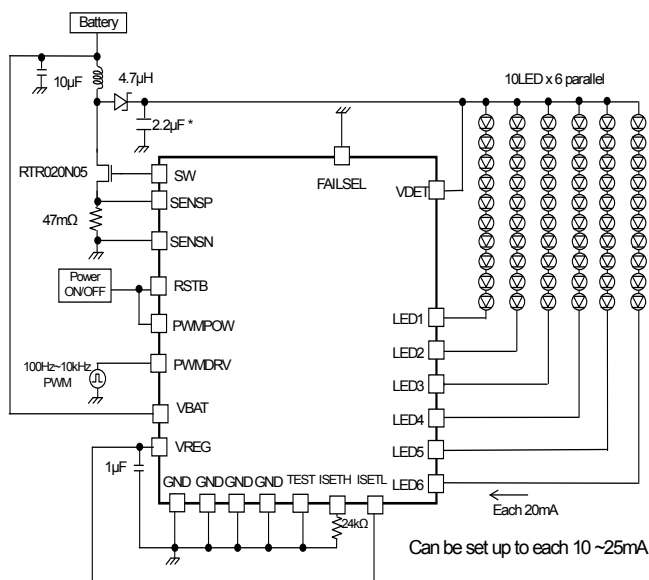 Battery
10µF
4.7µH
2.2µF *
10LED x 6 parallel
RTR020N05
47mΩ
FAILSEL
SW
SENSP
SENSN
VDET
Power
ON/OFF
RSTB
PWMPOW
100Hz~10kHz
PWM
PWMDRV
VBAT
VREG
1µF
LED1
LED2
LED3
LED4
LED5
LED6
GND GND GND GND TEST ISETH ISETL
24kΩ
Each 20mA
Can be set up to each 10 ~25mA